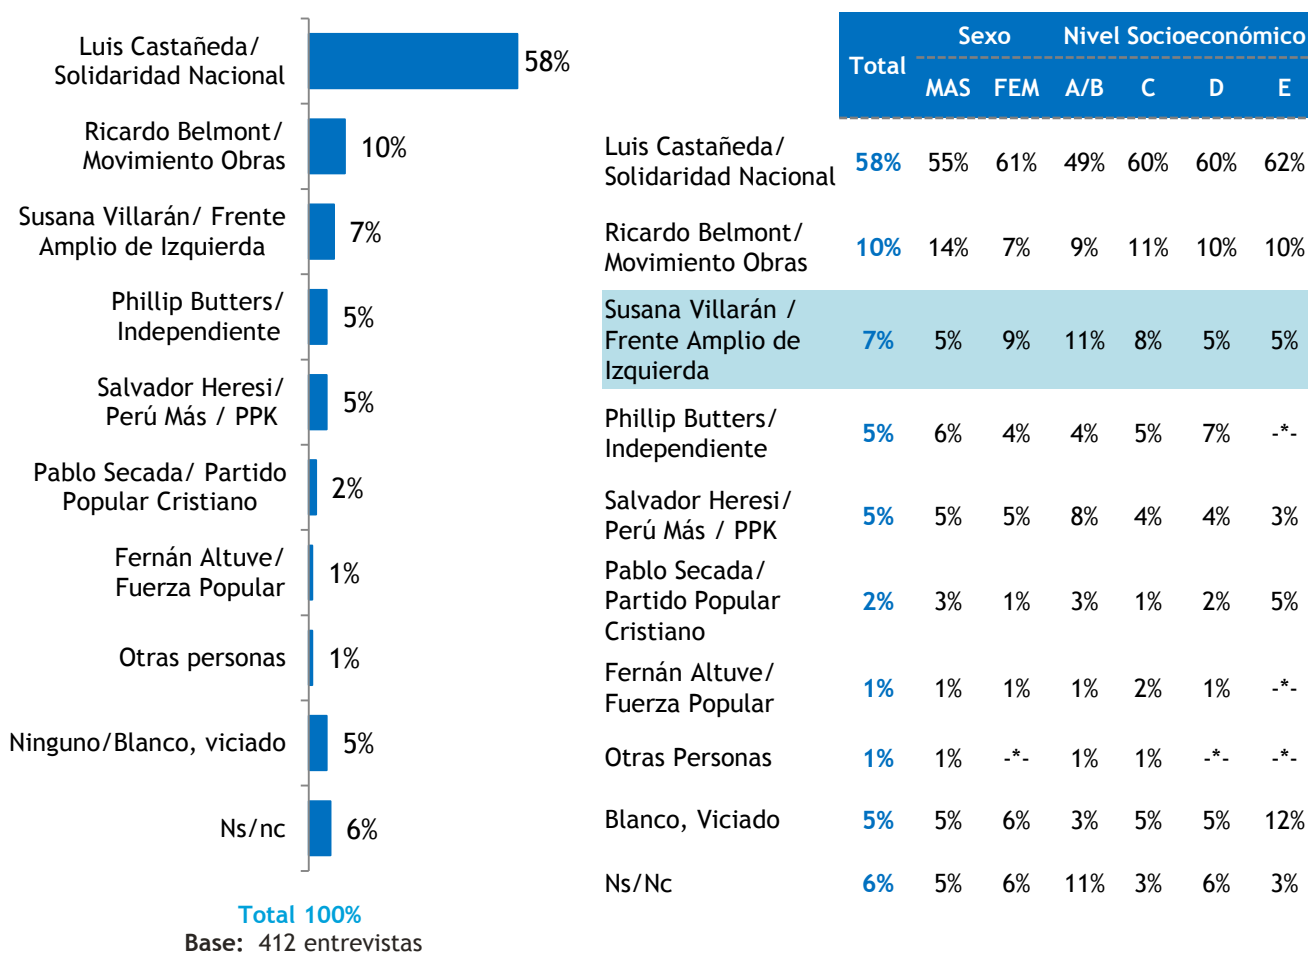 Luis Castañeda/
Solidaridad Nacional
58%
Ricardo Belmont/
Movimiento Obras
10%
Susana Villarán/ Frente
Amplio de Izquierda
7%
Phillip Butters/
Independiente
5%
Salvador Heresi/
Perú Más / PPK
5%
Pablo Secada/ Partido
Popular Cristiano
2%
Fernán Altuve/
Fuerza Popular
1%
Otras personas
1%
Ninguno/Blanco, viciado
5%
Ns/nc
6%
Total 100%
Base: 412 entrevistas
Total
Sexo Nivel Socioeconómico
MAS FEM A/B C D E
Luis Castañeda/
Solidaridad Nacional
58% 55% 61% 49% 60% 60% 62%
Ricardo Belmont/
Movimiento Obras
10% 14% 7% 9% 11% 10% 10%
Susana Villarán /
Frente Amplio de
Izquierda
7% 5% 9% 11% 8% 5% 5%
Phillip Butters/
Independiente
5% 6% 4% 4% 5% 7% -*-
Salvador Heresi/
Perú Más / PPK
5% 5% 5% 8% 4% 4% 3%
Pablo Secada/
Partido Popular
Cristiano
2% 3% 1% 3% 1% 2% 5%
Fernán Altuve/
Fuerza Popular
1% 1% 1% 1% 2% 1% -*-
Otras Personas 1% 1% -*- 1% 1% -*- -*-
Blanco, Viciado 5% 5% 6% 3% 5% 5% 12%
Ns/Nc 6% 5% 6% 11% 3% 6% 3%